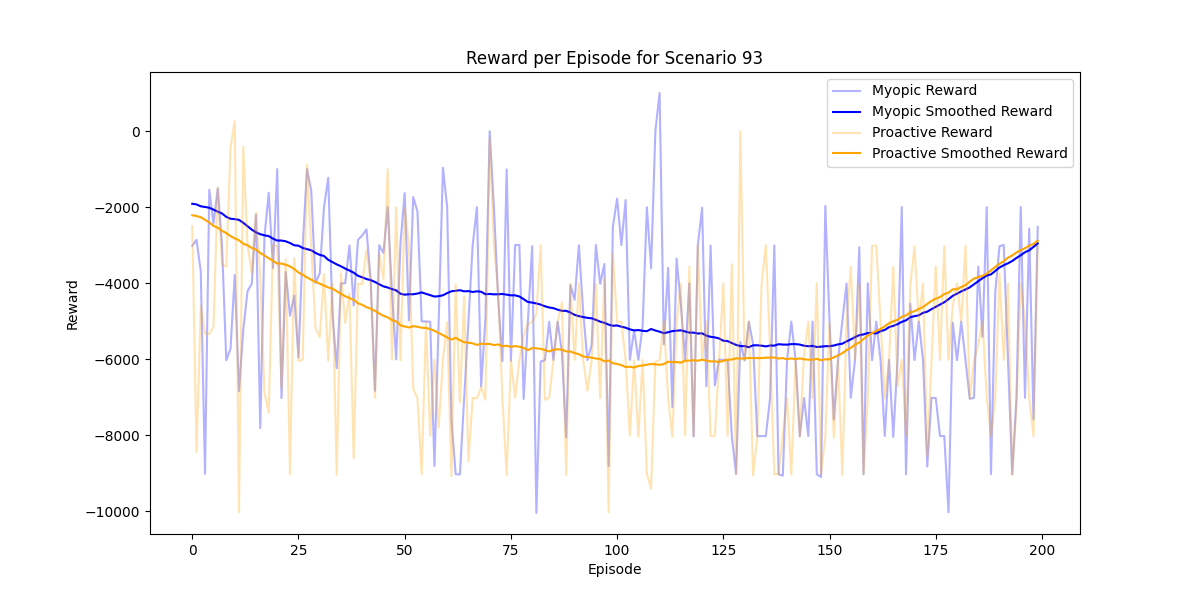 Reward per Episode for Scenario 93
Myopic Reward
Myopic Smoothed Reward
Proactive Reward
Proactive Smoothed Reward
Reward
0
−2000
−4000
−6000
−8000
−10000
0 25 50 75 100 125 150 175 200
Episode